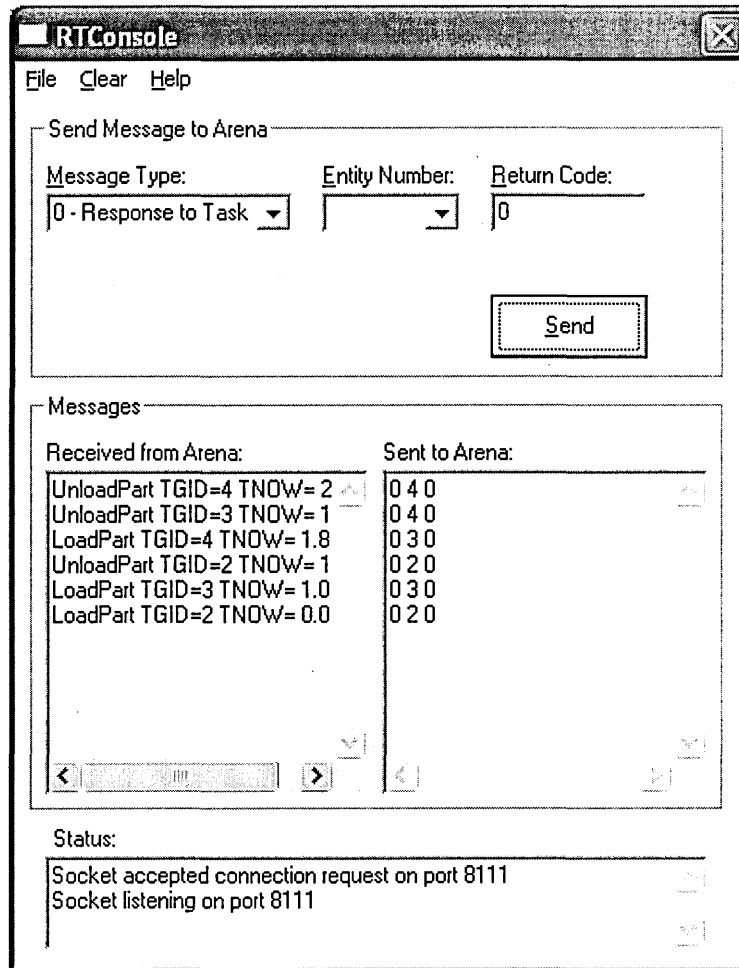 RTConsole
File Clear Help
Send Message to Arena
Message Type: Entity Number: Return Code:
0 - Response to Task 0
Send
Messages
Received from Arena: Sent to Arena:
UnloadPart TGID=4 TNOW= 2 0 4 0
UnloadPart TGID=3 TNOW= 1 0 4 0
LoadPart TGID=4 TNOW= 1.8 0 3 0
UnloadPart TGID=2 TNOW= 1 0 2 0
LoadPart TGID=3 TNOW= 1.0 0 3 0
LoadPart TGID=2 TNOW= 0.0 0 2 0
Status:
Socket accepted connection request on port 8111
Socket listening on port 8111